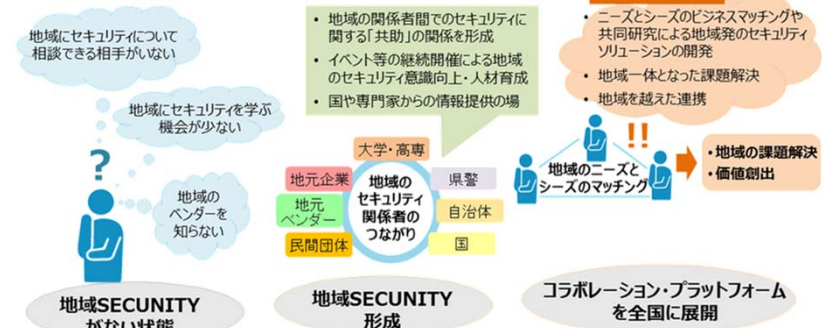 地域にセキュリティについて
相談できる相手がいない
地域にセキュリティを学ぶ
機会が少ない
?
地域の
ベンダーを
知らない
地域SECUNITY
がない状態
・ 地域の関係者間でのセキュリティに
関する「共助」の関係を形成
・ イベント等の継続開催による地域
のセキュリティ意識向上・人材育成
・ 国や専門家からの情報提供の場
大学・高専
地元企業
県警
地元
ベンダー
自治体
民間団体
国
地域の
セキュリティ
関係者の
つながり
地域SECUNITY
形成
・ ニーズとシーズのビジネスマッチングや
共同研究による地域発のセキュリティ
ソリューションの開発
・ 地域一体となった課題解決
・ 地域を越えた連携
!!
地域のニーズと
シーズのマッチング
・地域の課題解決
・価値創出
コラボレーション・プラットフォーム
を全国に展開